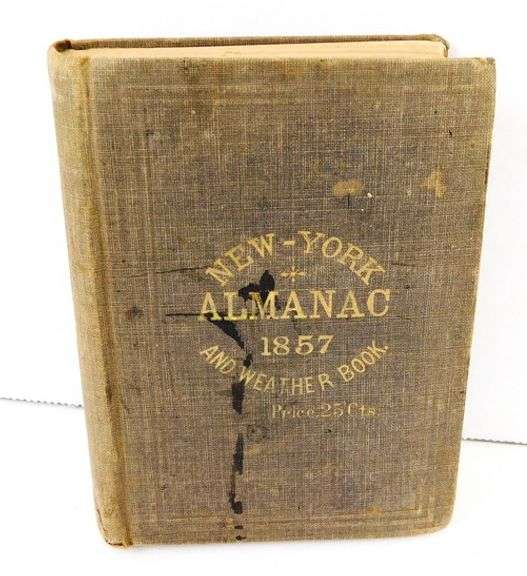 NEW-YORK
ALMANAC
1857
AND WEATHER BOOK.
Price, 25 Cts.